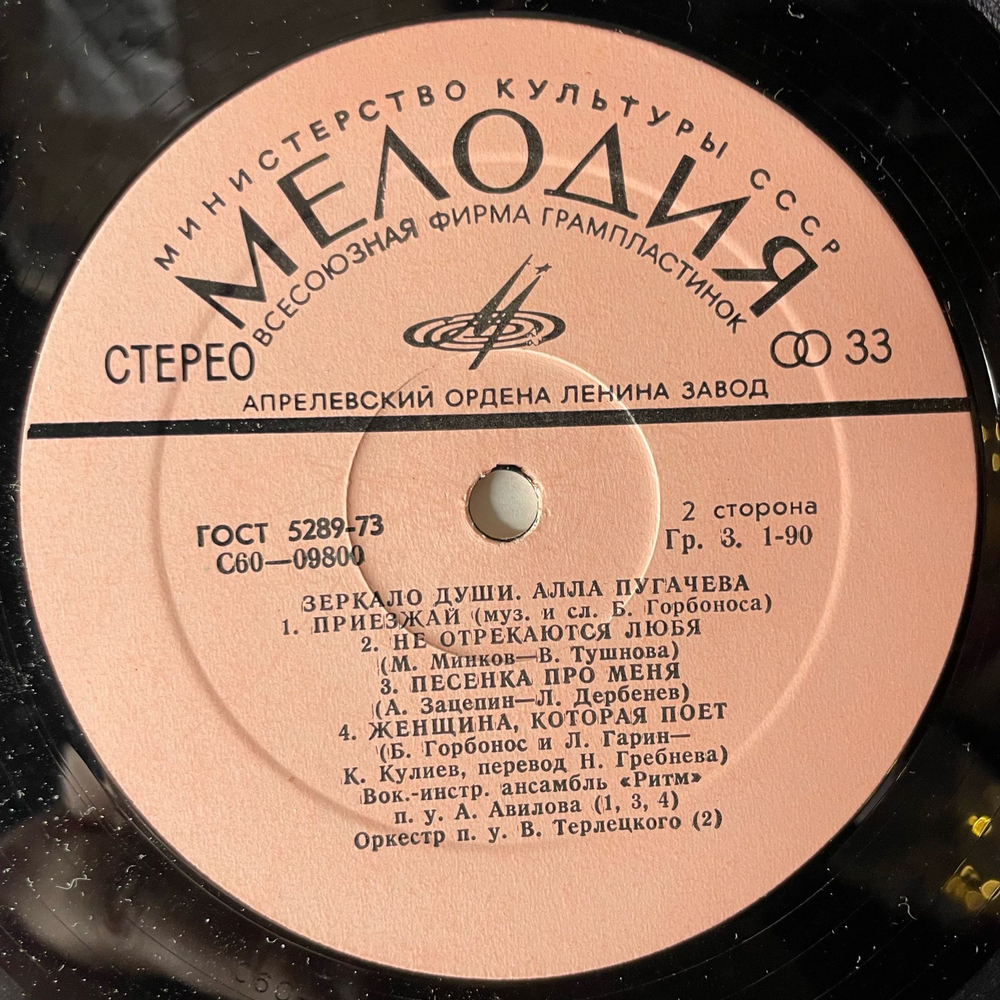 МИНИСТЕРСТВО КУЛЬТУРЫ СССР
МЕЛОДИЯ
ВСЕСОЮЗНАЯ ФИРМА ГРАМПЛАСТИНОК
СТЕРЕО
33
АПРЕЛЕВСКИЙ ОРДЕНА ЛЕНИНА ЗАВОД
ГОСТ 5289-73
2 сторона
С60—09800
Гр. 3. 1-90
ЗЕРКАЛО ДУШИ. АЛЛА ПУГАЧЕВА
1. ПРИЕЗЖАЙ (муз. и сл. Б. Горбоноса)
2. НЕ ОТРЕКАЮТСЯ ЛЮБЯ
(М. Минков—В. Тушнова)
3. ПЕСЕНКА ПРО МЕНЯ
(А. Зацепин—Л. Дербенев)
4. ЖЕНЩИНА, КОТОРАЯ ПОЕТ
(Б. Горбонос и Л. Гарин—
К. Кулиев, перевод Н. Гребнева)
Вок.-инстр. ансамбль «Ритм»
п. у. А. Авилова (1, 3, 4)
Оркестр п. у. В. Терлецкого (2)